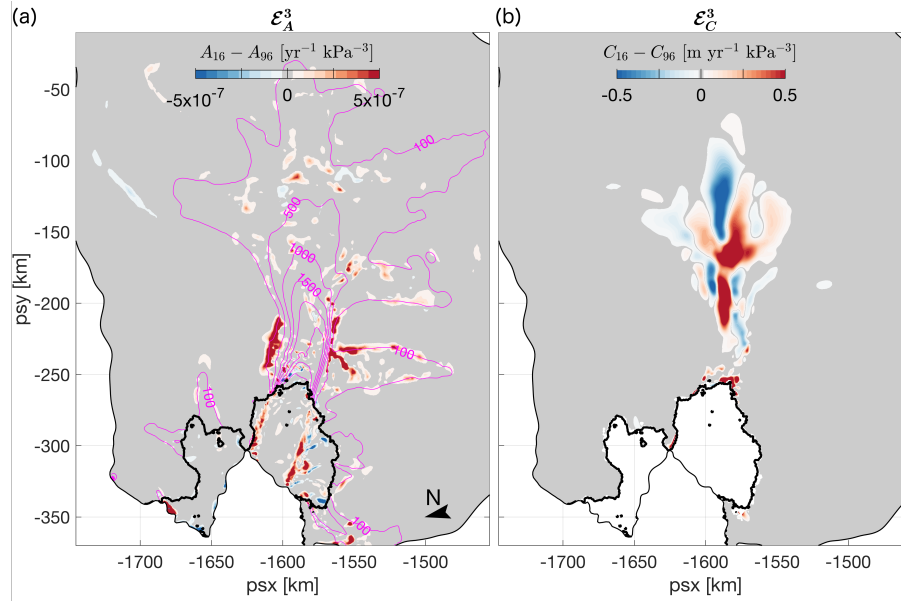 (a)
ℰ³_A
A₁₆ − A₉₆ [yr⁻¹ kPa⁻³]
-5x10⁻⁷ 0 5x10⁻⁷
-50
-100
-150
-200
-250
-300
-350
psy [km]
100
500
1000
1500
100
100
100
N
-1700 -1650 -1600 -1550 -1500
psx [km]
(b)
ℰ³_C
C₁₆ − C₉₆ [m yr⁻¹ kPa⁻³]
-0.5 0 0.5
-1700 -1650 -1600 -1550 -1500
psx [km]